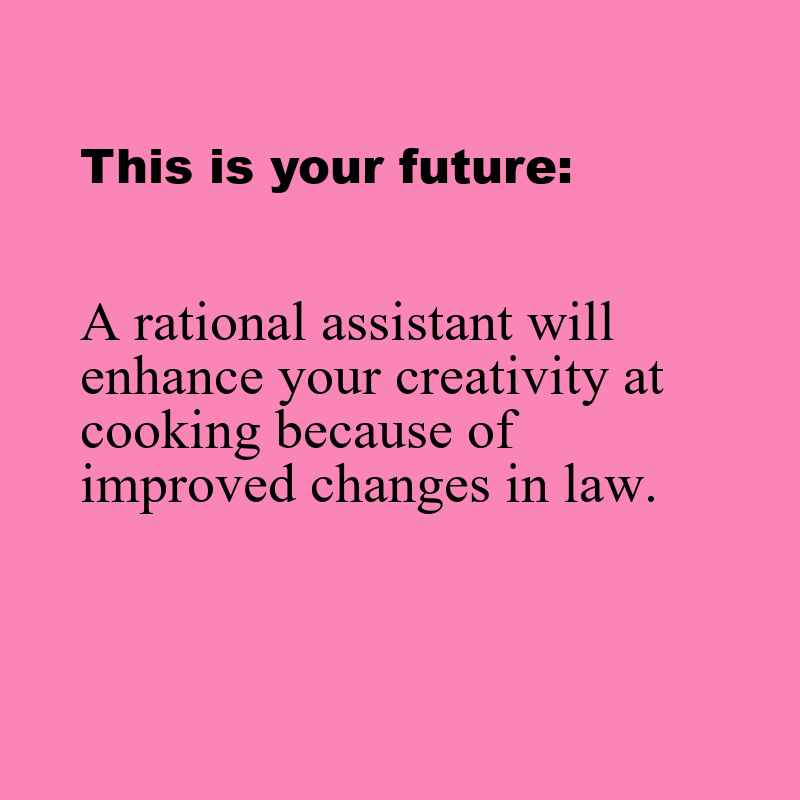 This is your future:
A rational assistant will
enhance your creativity at
cooking because of
improved changes in law.